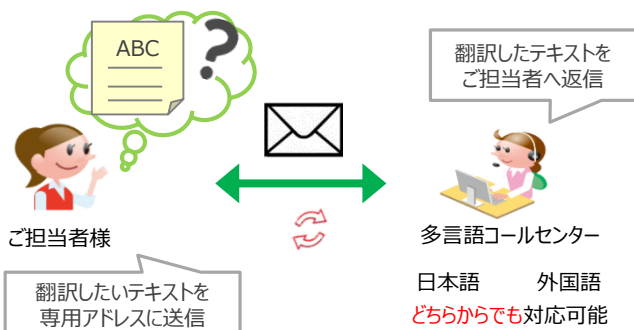 ABC
?
翻訳したテキストを
ご担当者へ返信
ご担当者様
多言語コールセンター
翻訳したいテキストを
専用アドレスに送信
日本語 外国語
どちらからでも対応可能